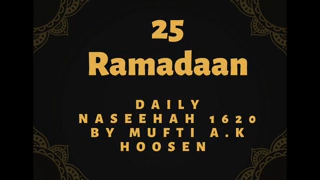 25
Ramadaan
DAILY
NASEEHAH 1620
BY MUFTI A.K
HOOSEN